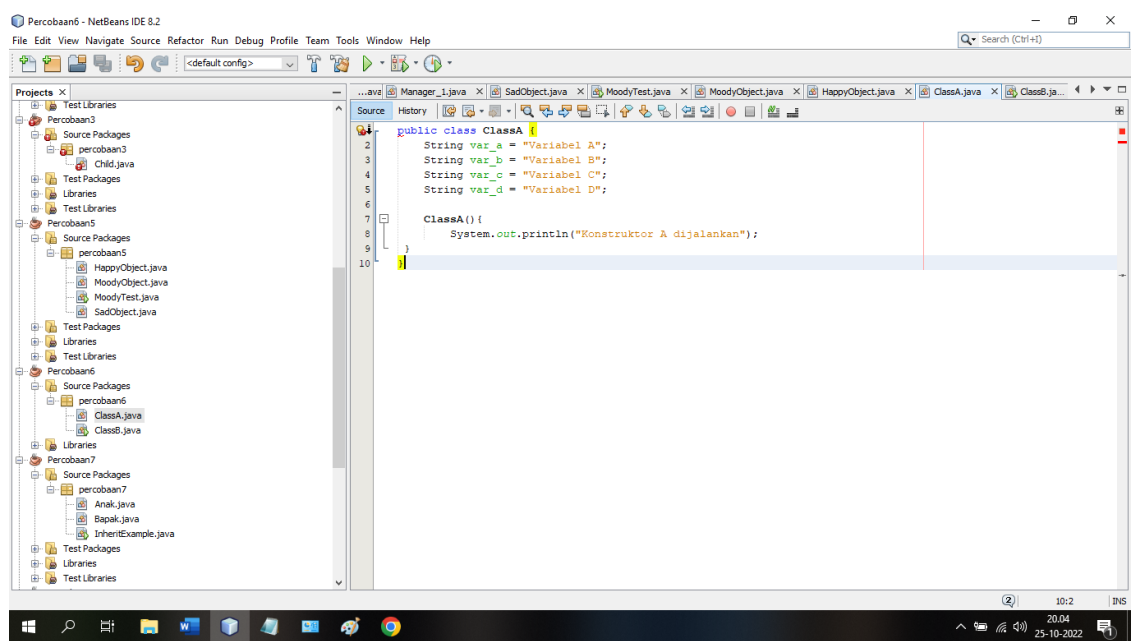 Percobaan6 - NetBeans IDE 8.2
File Edit View Navigate Source Refactor Run Debug Profile Team Tools Window Help
Search (Ctrl+I)
<default config>
Projects
...ava Manager_1.java SadObject.java MoodyTest.java MoodyObject.java HappyObject.java ClassA.java ClassB.ja...
Test Libraries
Percobaan3
Source Packages
percobaan3
Child.java
Test Packages
Libraries
Test Libraries
Percobaan5
Source Packages
percobaan5
HappyObject.java
MoodyObject.java
MoodyTest.java
SadObject.java
Test Packages
Libraries
Test Libraries
Percobaan6
Source Packages
percobaan6
ClassA.java
ClassB.java
Libraries
Percobaan7
Source Packages
percobaan7
Anak.java
Bapak.java
InheritExample.java
Test Packages
Libraries
Test Libraries
Source History
public class ClassA {
2 String var_a = "Variabel A";
3 String var_b = "Variabel B";
4 String var_c = "Variabel C";
5 String var_d = "Variabel D";
6
7 ClassA(){
8 System.out.println("Konstruktor A dijalankan");
9 }
10 }
2 10:2 INS
20.04
25-10-2022
1